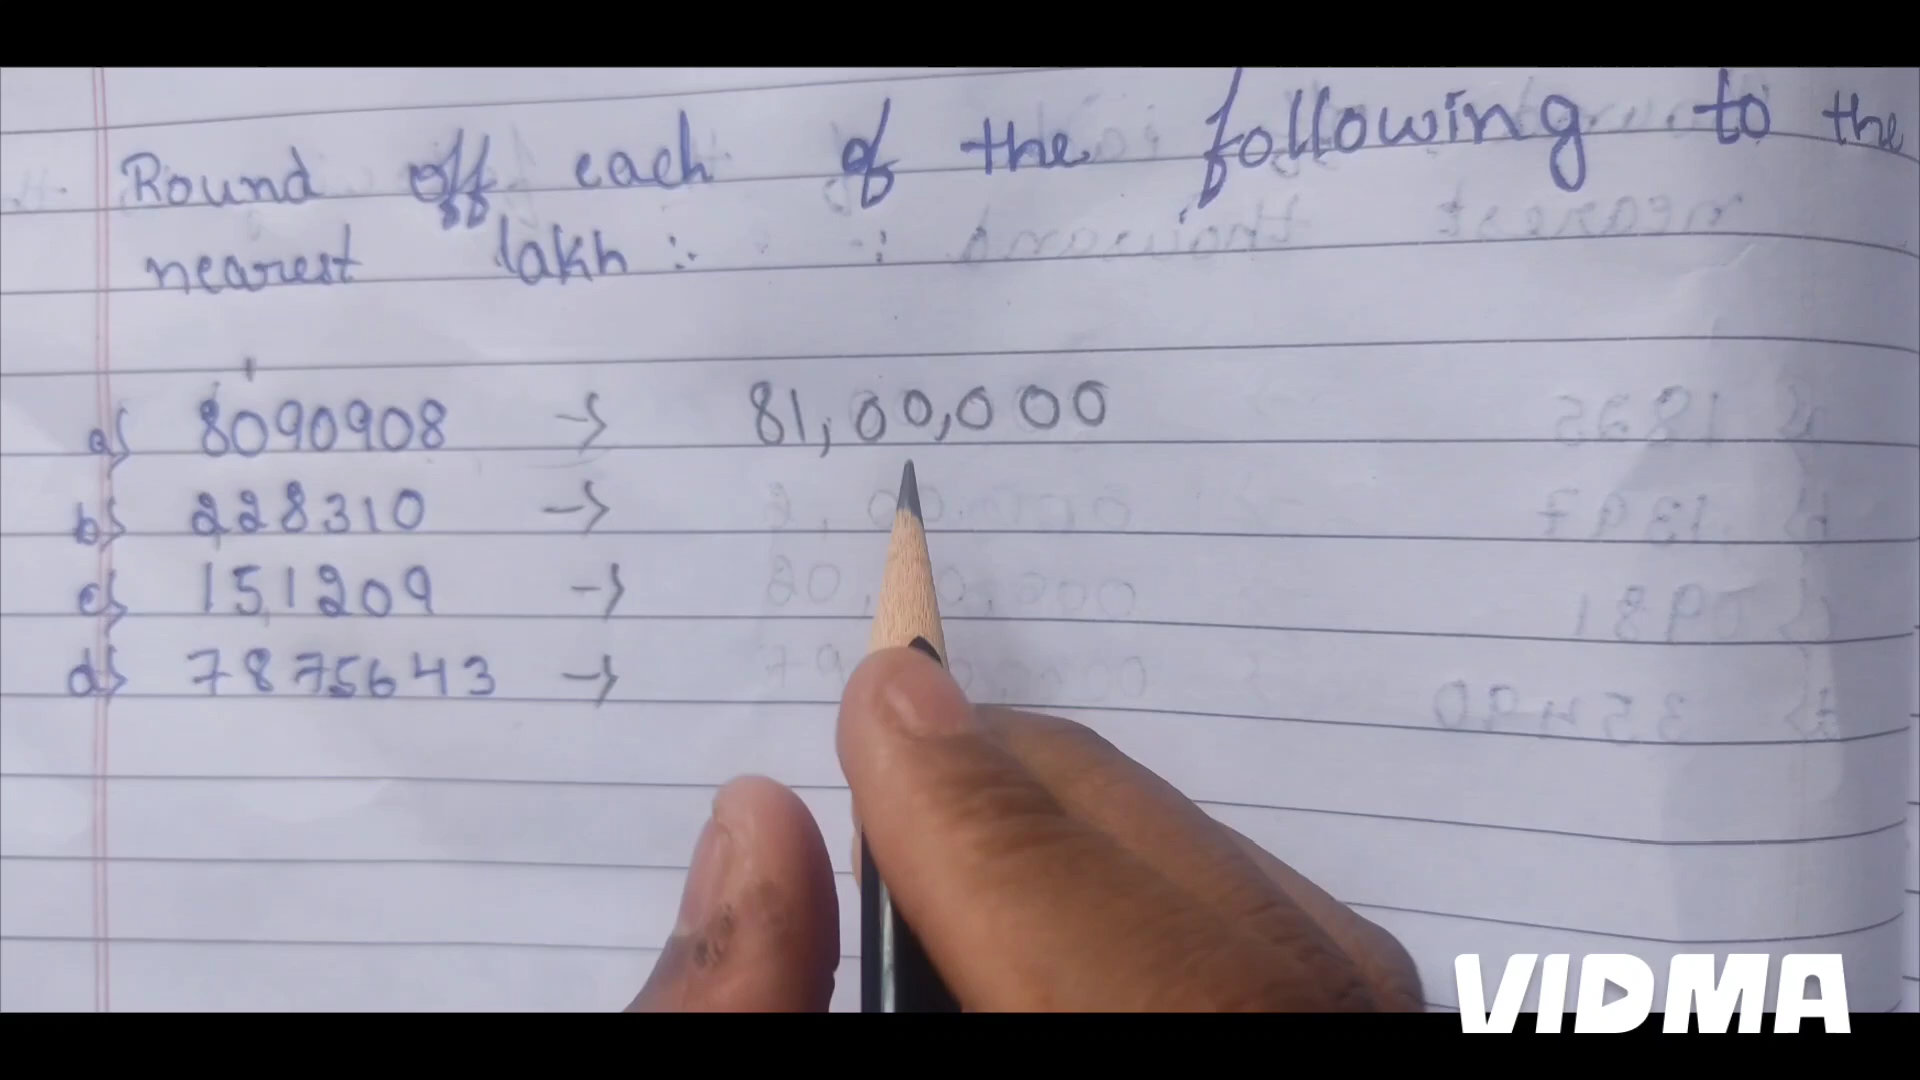 Round off each of the following to the
nearest lakh :-
a) 8090908 → 81,00,000
b) 228310 →
c) 151209 →
d) 7875643 →
VIDMA